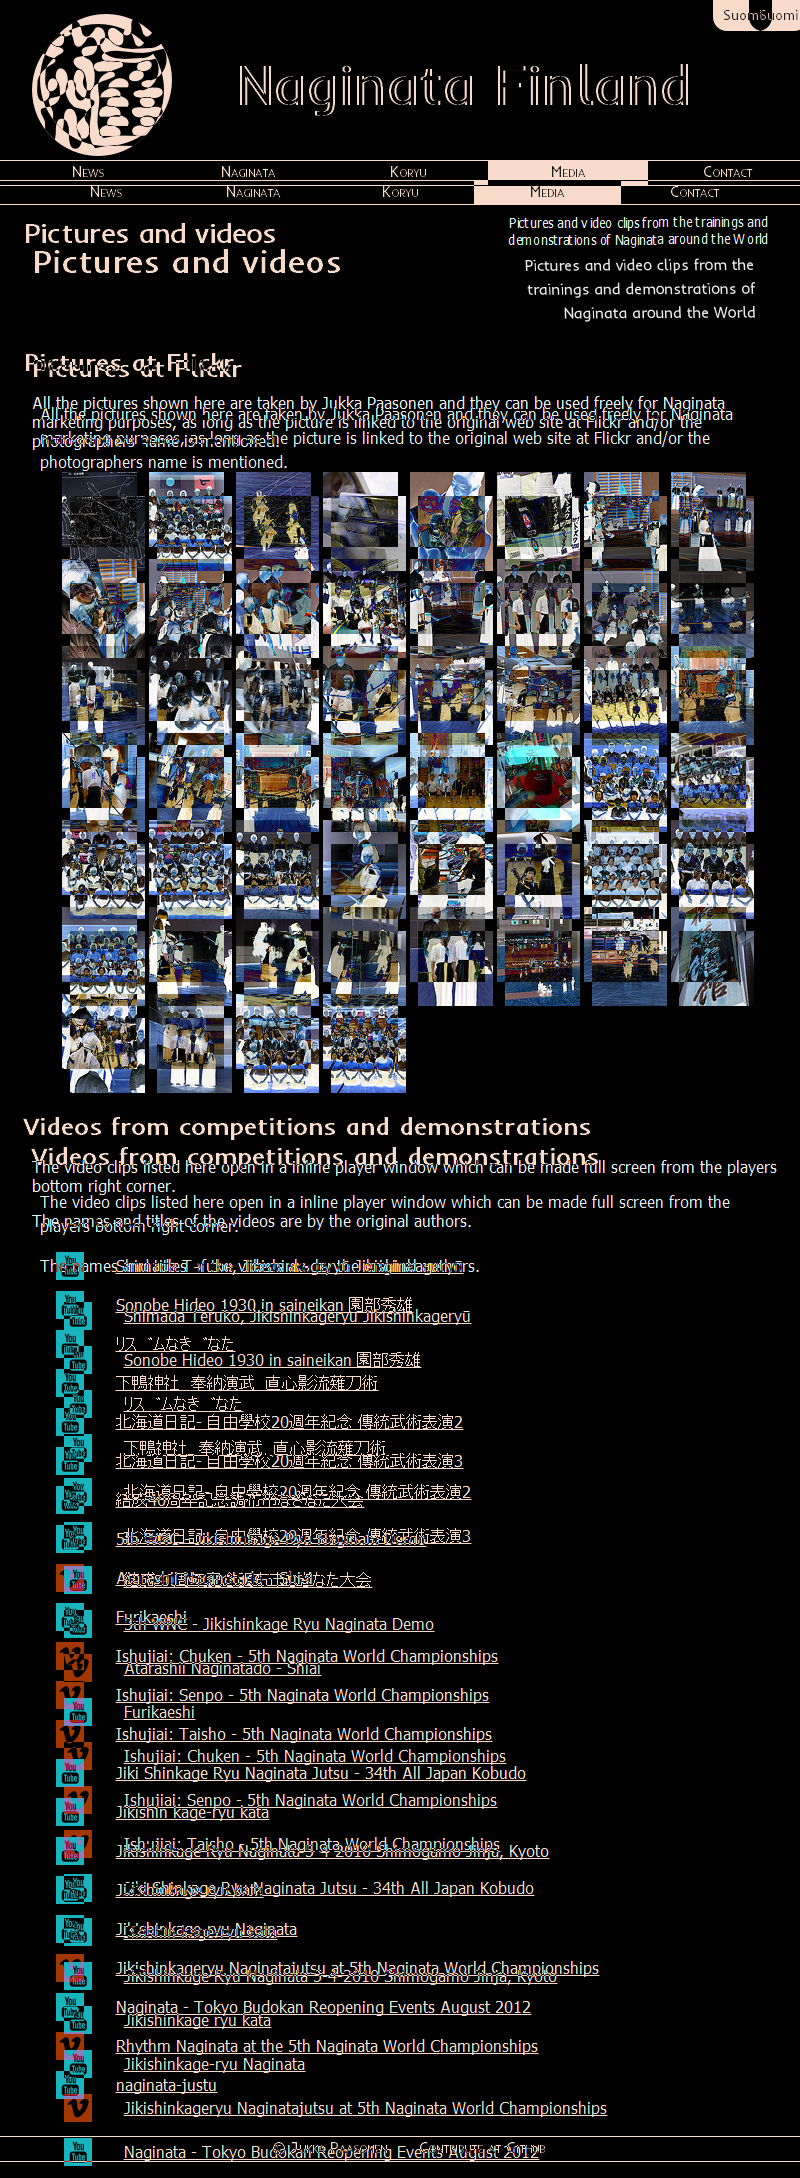 Suomi Suomi
Naginata Finland
News Naginata Koryu Media Contact
News Naginata Koryu Media Contact
Pictures and videos
Pictures and videos
Pictures and video clips from the trainings and
demonstrations of Naginata around the World
Pictures and video clips from the
trainings and demonstrations of
Naginata around the World
Pictures at Flickr
Pictures at Flickr
All the pictures shown here are taken by Jukka Paasonen and they can be used freely for Naginata
marketing purposes, as long as the picture is linked to the original web site at Flickr and/or the
photographers name is mentioned.
All the pictures shown here are taken by Jukka Paasonen and they can be used freely for Naginata
marketing purposes, as long as the picture is linked to the original web site at Flickr and/or the
photographers name is mentioned.
Videos from competitions and demonstrations
Videos from competitions and demonstrations
The video clips listed here open in a inline player window which can be made full screen from the players
bottom right corner.
The video clips listed here open in a inline player window which can be made full screen from the
players bottom right corner.
The names and titles of the videos are by the original authors.
The names and titles of the videos are by the original authors.
Shimada Teruko, Jikishinkageryu Jikishinkageryū
Sonobe Hideo 1930 in saineikan 園部秀雄
Shimada Teruko, Jikishinkageryu Jikishinkageryū
リズムなぎなた
Sonobe Hideo 1930 in saineikan 園部秀雄
下鴨神社 奉納演武 直心影流薙刀術
リズムなぎなた
北海道日記- 自由學校20週年紀念 傳統武術表演2
下鴨神社 奉納演武 直心影流薙刀術
北海道日記- 自由學校20週年紀念 傳統武術表演3
北海道日記- 自由學校20週年紀念 傳統武術表演2
北海道日記- 自由學校20週年紀念 傳統武術表演3
5th WNC - Jikishinkage Ryu Naginata Demo
Atarashii Naginatado - Shiai
Furikaeshi
5th WNC - Jikishinkage Ryu Naginata Demo
Ishujiai: Chuken - 5th Naginata World Championships
Atarashii Naginatado - Shiai
Ishujiai: Senpo - 5th Naginata World Championships
Furikaeshi
Ishujiai: Taisho - 5th Naginata World Championships
Ishujiai: Chuken - 5th Naginata World Championships
Jiki Shinkage Ryu Naginata Jutsu - 34th All Japan Kobudo
Ishujiai: Senpo - 5th Naginata World Championships
Jikishin kage-ryu kata
Ishujiai: Taisho - 5th Naginata World Championships
Jikishinkage Ryu Naginata 5-4-2010 Shimogamo Jinja, Kyoto
Jiki Shinkage Ryu Naginata Jutsu - 34th All Japan Kobudo
Jikishinkage-ryu Naginata
Jikishinkageryu Naginatajutsu at 5th Naginata World Championships
Jikishinkage Ryu Naginata 5-4-2010 Shimogamo Jinja, Kyoto
Naginata - Tokyo Budokan Reopening Events August 2012
Jikishinkage ryu kata
Rhythm Naginata at the 5th Naginata World Championships
Jikishinkage-ryu Naginata
naginata-justu
Jikishinkageryu Naginatajutsu at 5th Naginata World Championships
Naginata - Tokyo Budokan Reopening Events August 2012
© Jukka Paasonen Contribute at Github